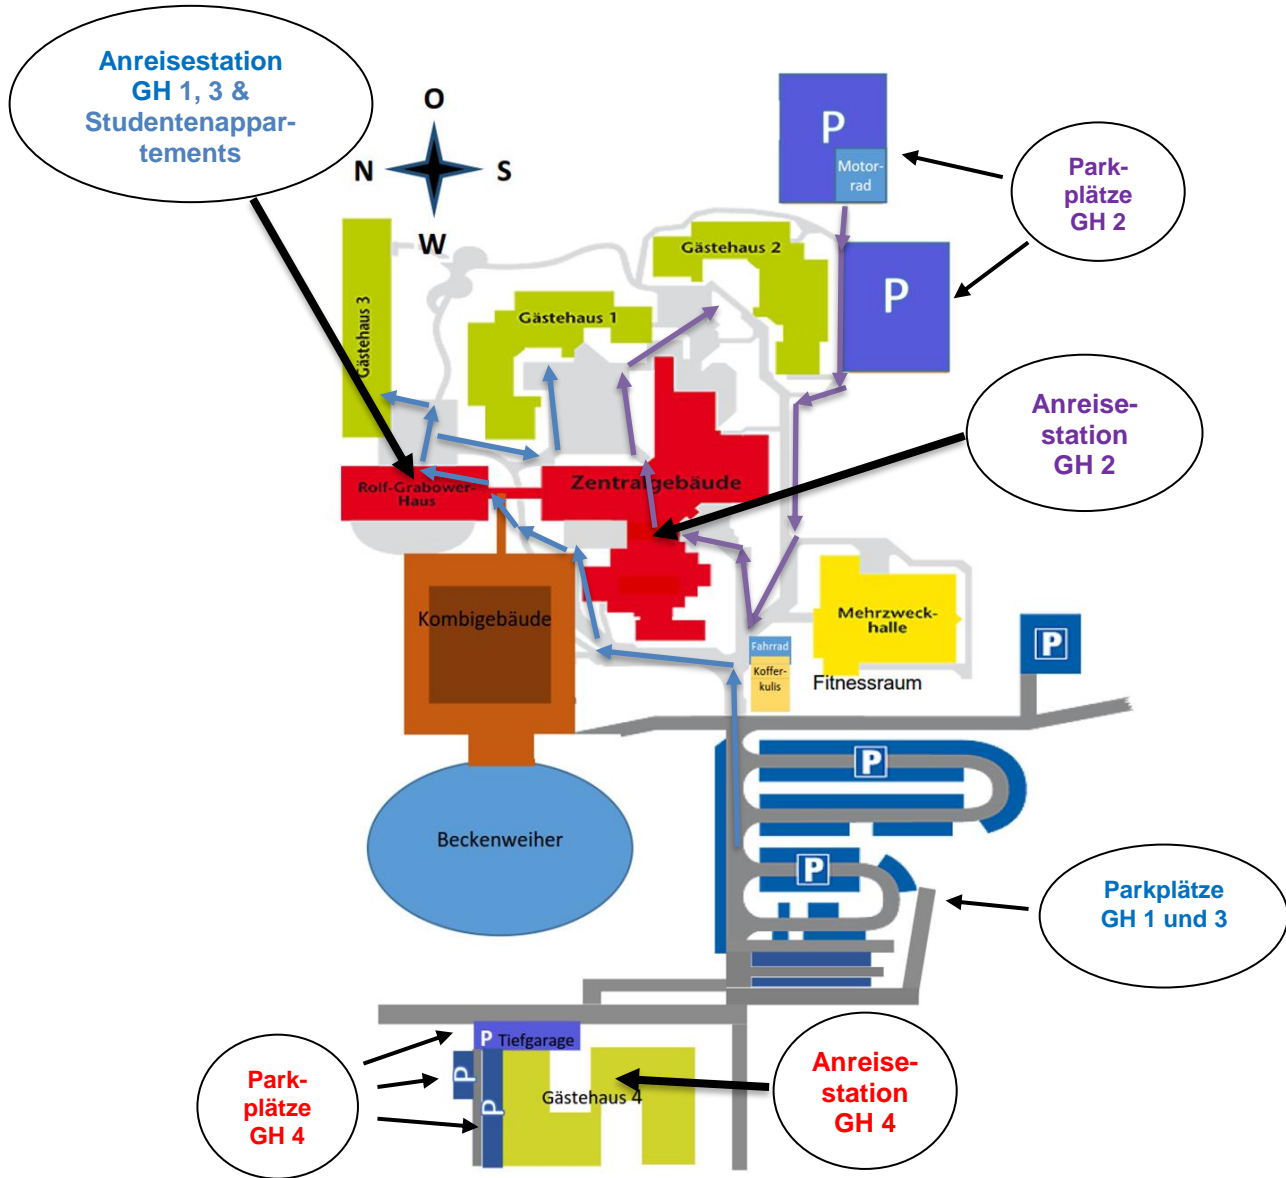 Anreisestation
GH 1, 3 &
Studentenappar-
tements
O
N
S
W
P
Motor-
rad
Park-
plätze
GH 2
P
Gästehaus 2
Gästehaus 1
Gästehaus 3
Anreise-
station
GH 2
Rolf-Grabower-
Haus
Zentralgebäude
Kombigebäude
Mehrzweck-
halle
Fahrrad
Koffer-
kulis
Fitnessraum
P
P
Beckenweiher
P
Parkplätze
GH 1 und 3
P Tiefgarage
P
P
Gästehaus 4
Park-
plätze
GH 4
Anreise-
station
GH 4